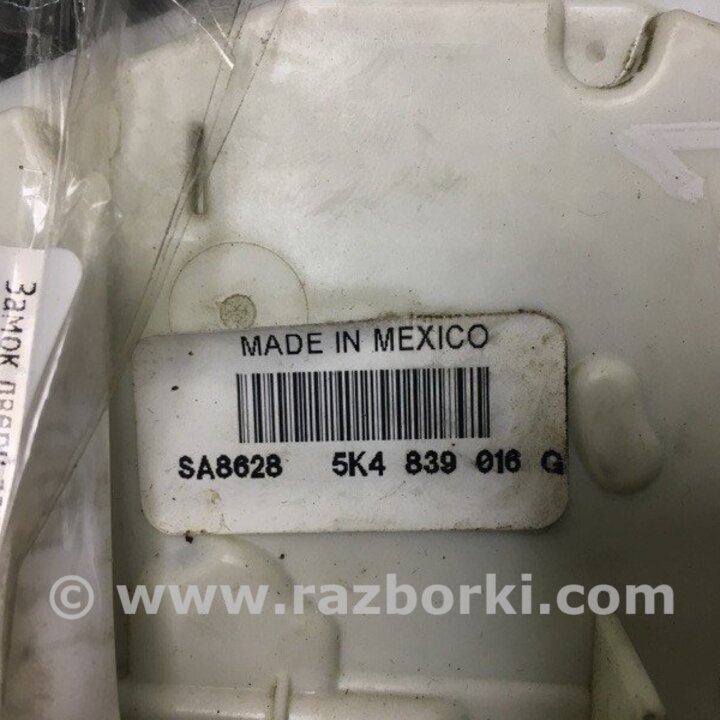 MADE IN MEXICO
SA8628 5K4 839 016 G
Замок
© www.razborki.com